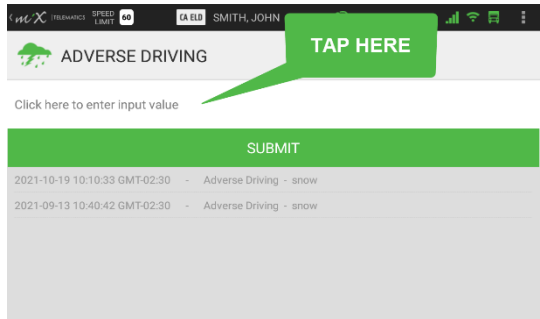 miX TELEMATICS SPEED LIMIT 60 CA ELD SMITH, JOHN
TAP HERE
ADVERSE DRIVING
Click here to enter input value
SUBMIT
2021-10-19 10:10:33 GMT-02:30 - Adverse Driving - snow
2021-09-13 10:40:42 GMT-02:30 - Adverse Driving - snow